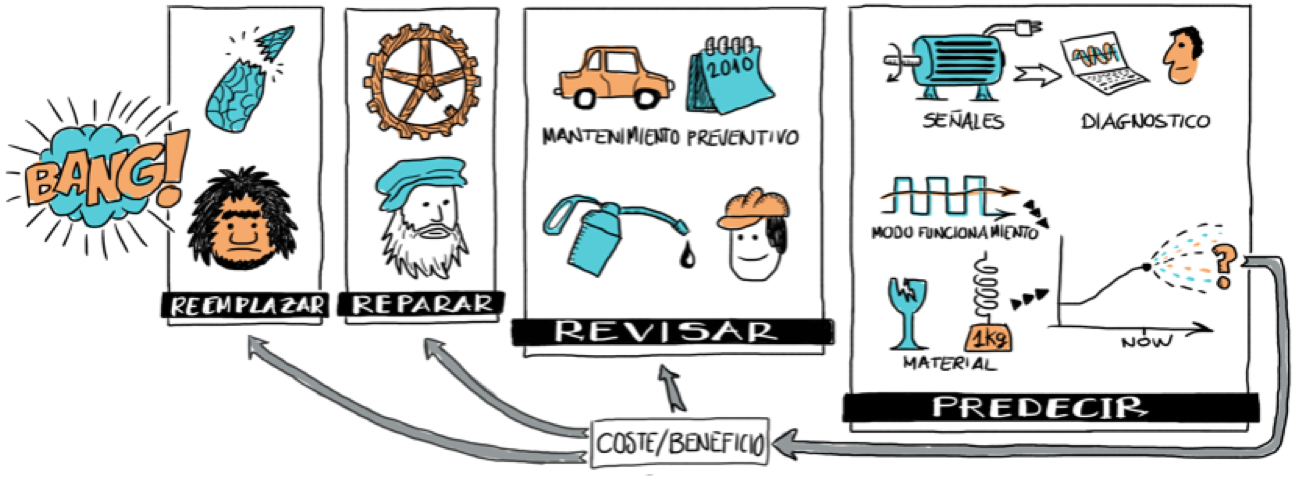 BANG!
REEMPLAZAR
REPARAR
2010
MANTENIMIENTO PREVENTIVO
REVISAR
SEÑALES
DIAGNOSTICO
MODO FUNCIONAMIENTO
?
1Kg
MATERIAL
NOW
PREDECIR
COSTE/BENEFICIO